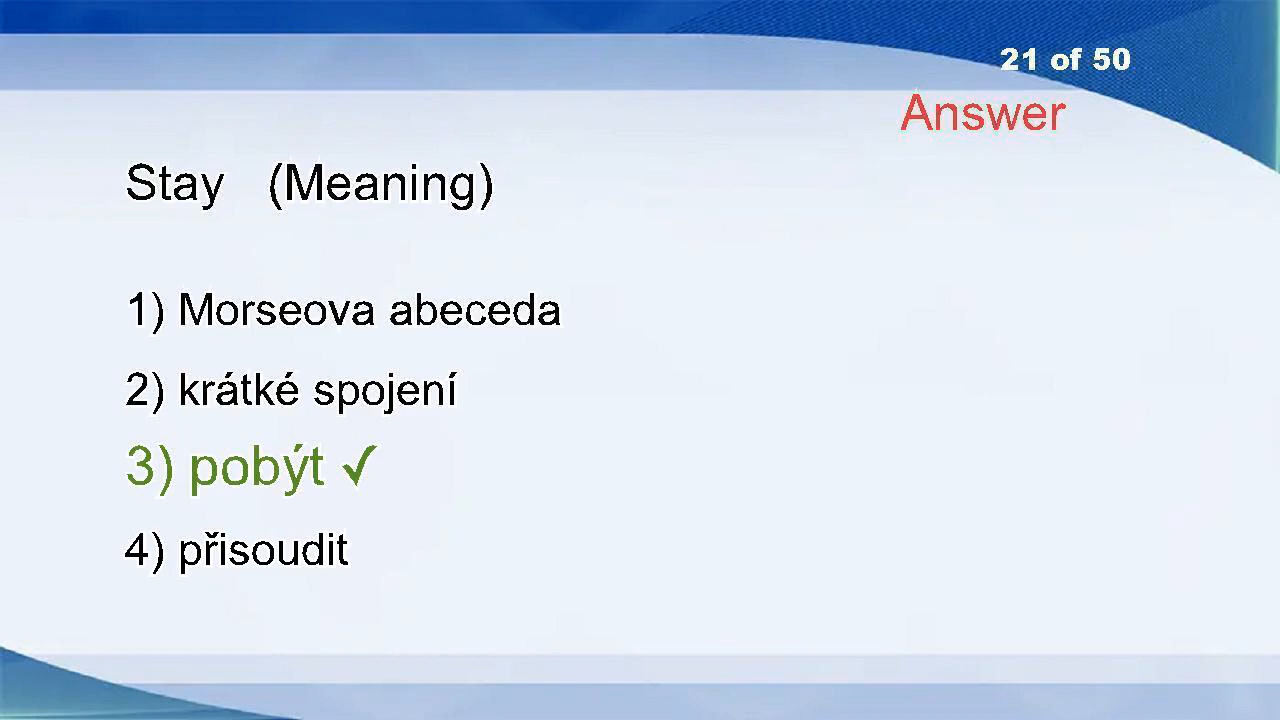 21 of 50
Answer
Stay (Meaning)
1) Morseova abeceda
2) krátké spojení
3) pobýt ✓
4) přisoudit